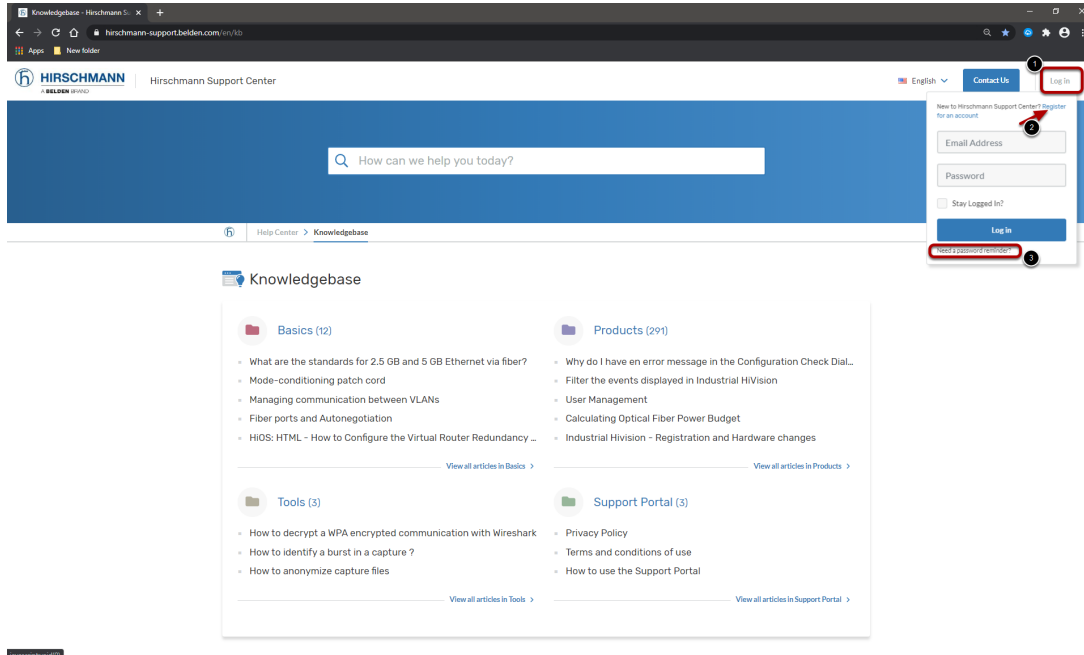 Knowledgebase - Hirschmann S...
hirschmann-support.belden.com/en/kb
Apps New folder
HIRSCHMANN
A BELDEN BRAND
Hirschmann Support Center
English
Contact Us
1
Log in
New to Hirschmann Support Center? Register
for an account
2
Email Address
How can we help you today?
Password
Stay Logged In?
Log in
Need a password reminder?
3
Help Center > Knowledgebase
Knowledgebase
Basics (12)
What are the standards for 2.5 GB and 5 GB Ethernet via fiber?
Mode-conditioning patch cord
Managing communication between VLANs
Fiber ports and Autonegotiation
HiOS: HTML - How to Configure the Virtual Router Redundancy ...
View all articles in Basics >
Products (291)
Why do I have en error message in the Configuration Check Dial...
Filter the events displayed in Industrial HiVision
User Management
Calculating Optical Fiber Power Budget
Industrial Hivision - Registration and Hardware changes
View all articles in Products >
Tools (3)
How to decrypt a WPA encrypted communication with Wireshark
How to identify a burst in a capture ?
How to anonymize capture files
View all articles in Tools >
Support Portal (3)
Privacy Policy
Terms and conditions of use
How to use the Support Portal
View all articles in Support Portal >